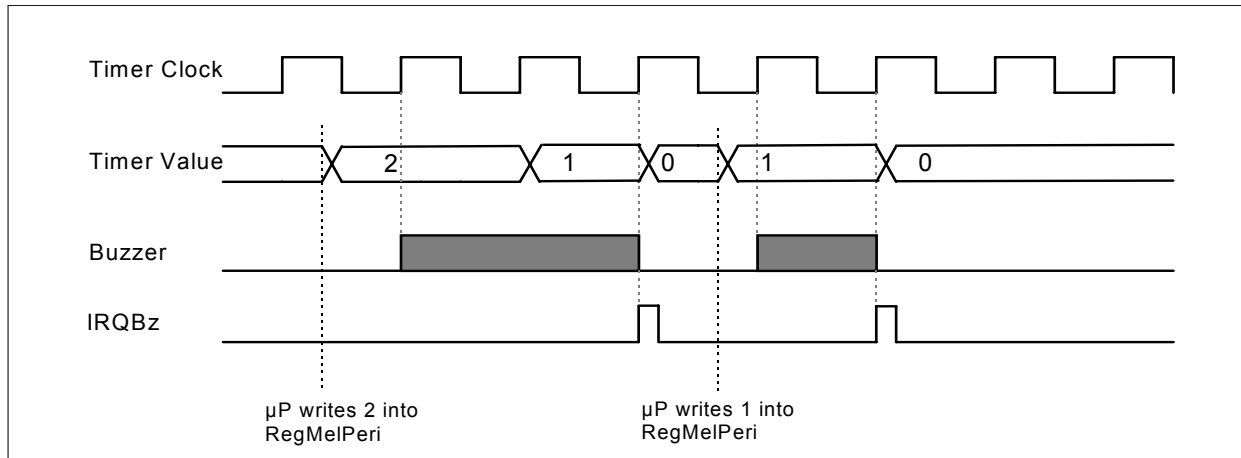 Timer Clock
Timer Value
2
1
0
1
0
Buzzer
IRQBz
µP writes 2 into
RegMelPeri
µP writes 1 into
RegMelPeri